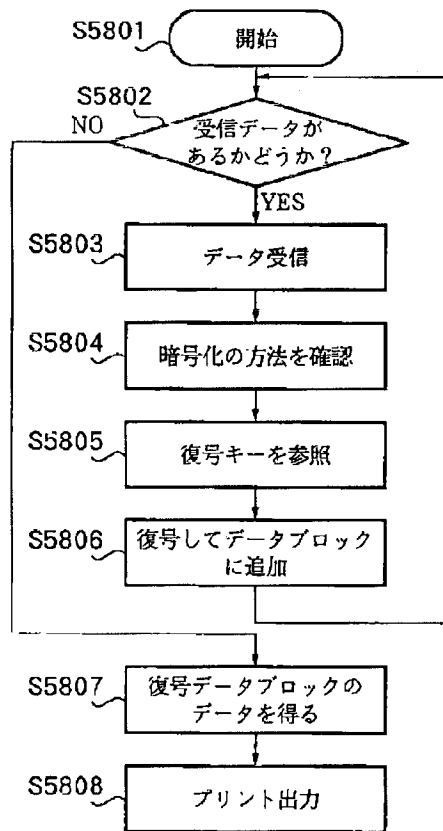 S5801
開始
S5802
NO
受信データが
あるかどうか?
YES
S5803
データ受信
S5804
暗号化の方法を確認
S5805
復号キーを参照
S5806
復号してデータブロック
に追加
S5807
復号データブロックの
データを得る
S5808
プリント出力